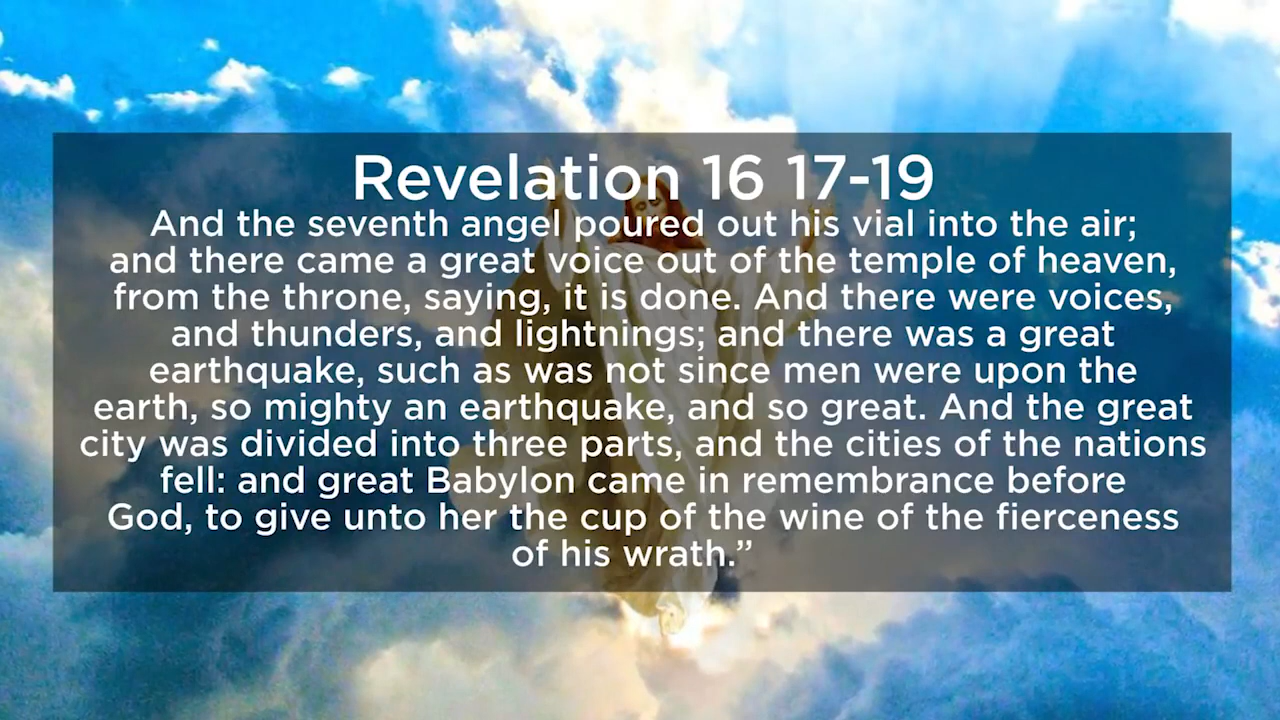 Revelation 16 17-19
And the seventh angel poured out his vial into the air;
and there came a great voice out of the temple of heaven,
from the throne, saying, it is done. And there were voices,
and thunders, and lightnings; and there was a great
earthquake, such as was not since men were upon the
earth, so mighty an earthquake, and so great. And the great
city was divided into three parts, and the cities of the nations
fell: and great Babylon came in remembrance before
God, to give unto her the cup of the wine of the fierceness
of his wrath.”